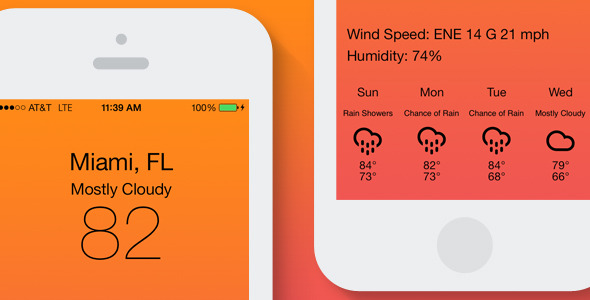 AT&T LTE 11:39 AM 100%
Miami, FL
Mostly Cloudy
82
Wind Speed: ENE 14 G 21 mph
Humidity: 74%
Sun Mon Tue Wed
Rain Showers Chance of Rain Chance of Rain Mostly Cloudy
84° 82° 84° 79°
73° 73° 68° 66°